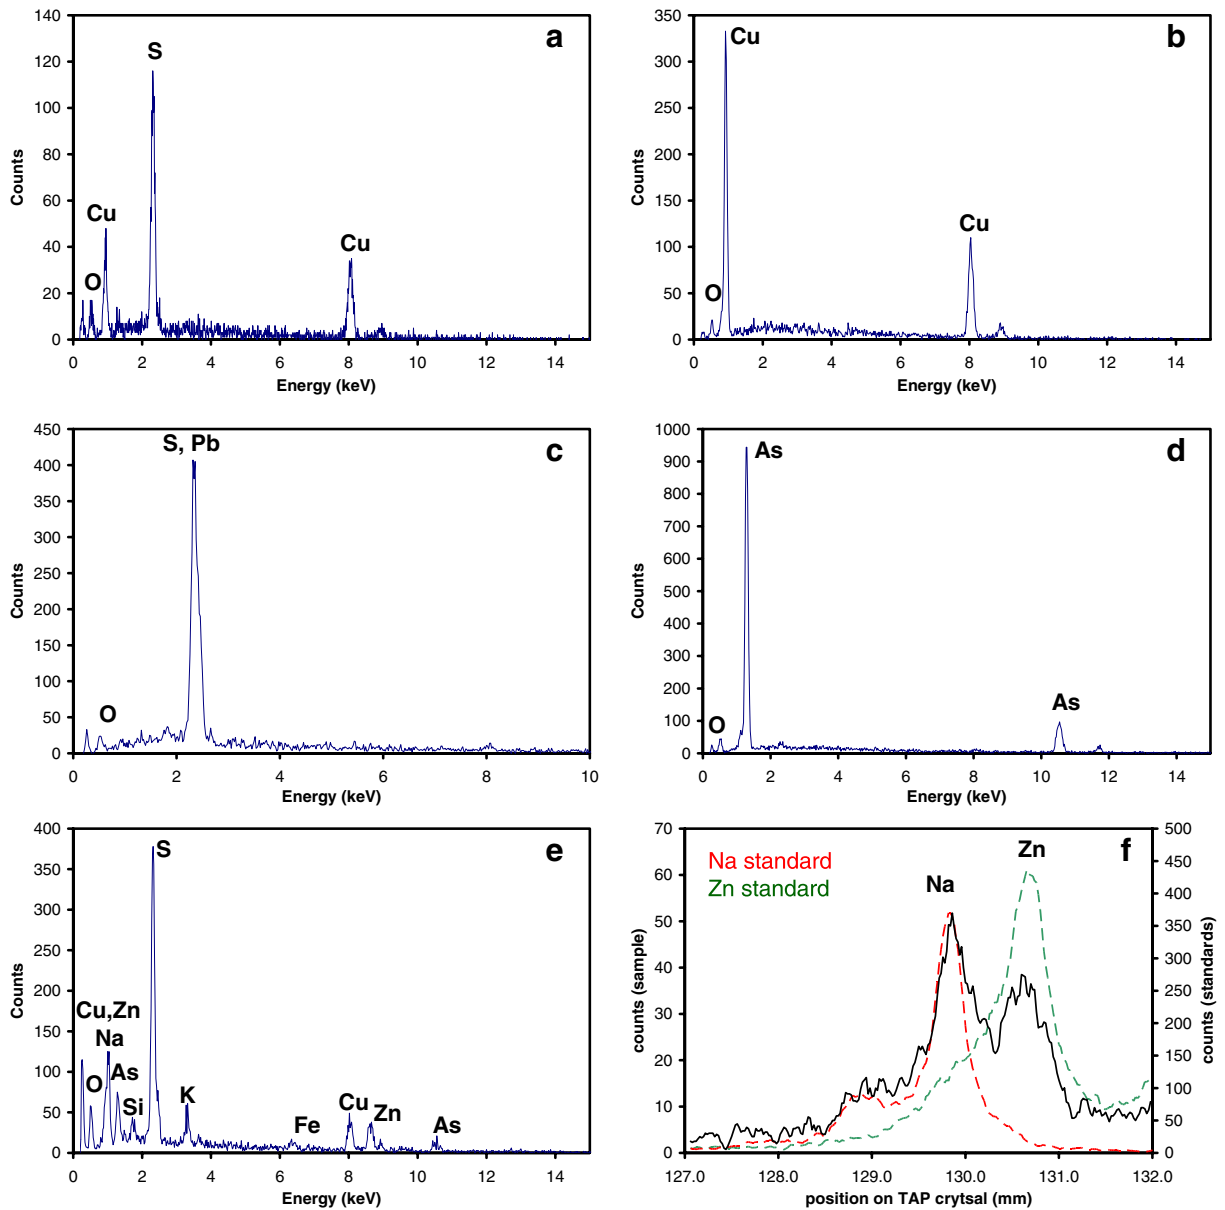 a
140
120
100
80
60
40
20
0
Counts
S
Cu
O
Cu
0 2 4 6 8 10 12 14
Energy (keV)
b
350
300
250
200
150
100
50
0
Counts
Cu
O
Cu
0 2 4 6 8 10 12 14
Energy (keV)
c
450
400
350
300
250
200
150
100
50
0
Counts
S, Pb
O
0 2 4 6 8 10
Energy (keV)
d
1000
900
800
700
600
500
400
300
200
100
0
Counts
As
O
As
0 2 4 6 8 10 12 14
Energy (keV)
e
400
350
300
250
200
150
100
50
0
Counts
S
Cu,Zn
Na
O
As
Si
K
Fe
Cu
Zn
As
0 2 4 6 8 10 12 14
Energy (keV)
f
70
60
50
40
30
20
10
0
counts (sample)
Na standard
Zn standard
Na
Zn
500
450
400
350
300
250
200
150
100
50
0
counts (standards)
127.0 128.0 129.0 130.0 131.0 132.0
position on TAP crytsal (mm)